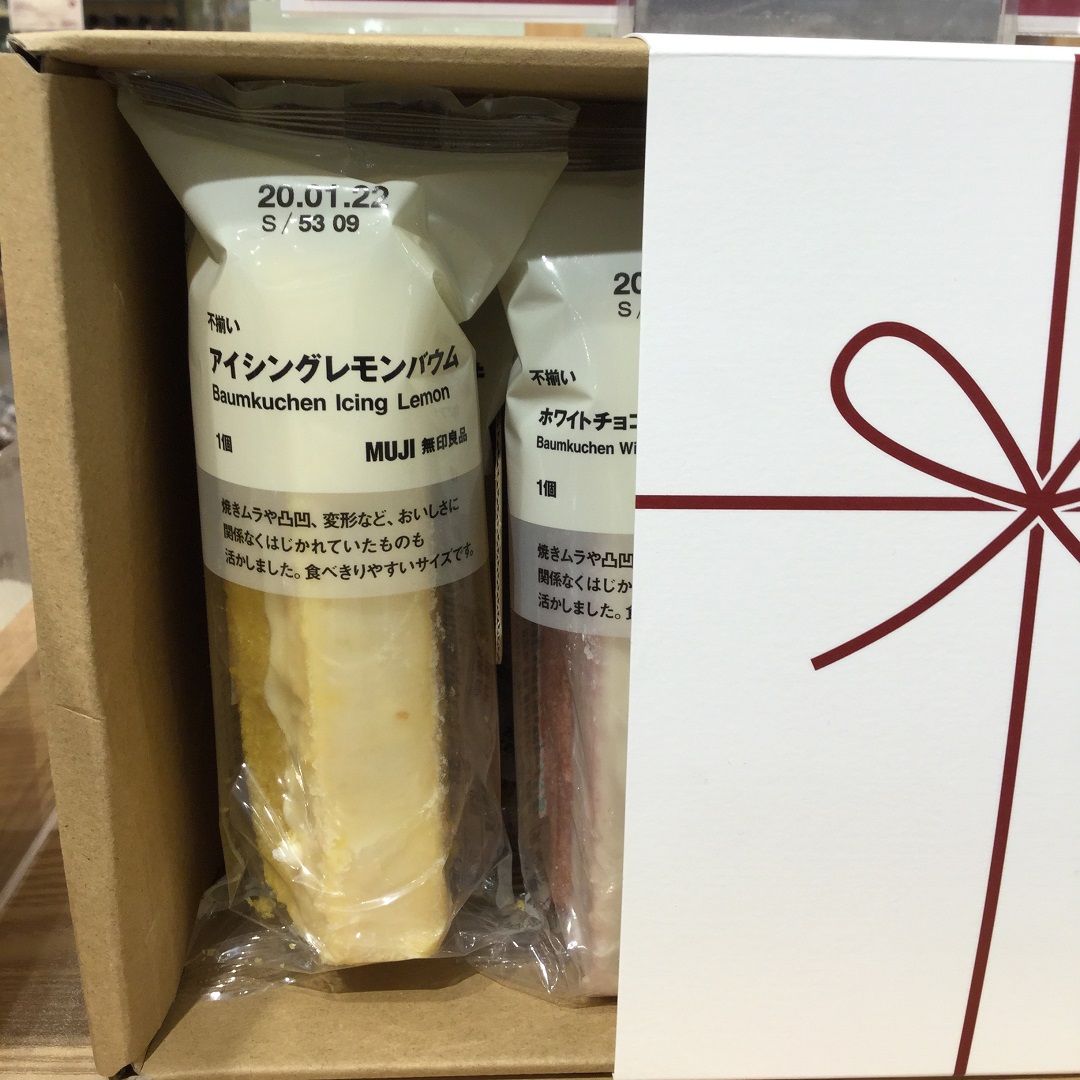 20.01.22
S / 53 09
不揃い
アイシングレモンバウム
Baumkuchen Icing Lemon
1個
MUJI 無印良品
焼きムラや凸凹、変形など、おいしさに
関係なくはじかれていたものも
活かしました。食べきりやすいサイズです。
20
S /
不揃い
ホワイトチョコ
Baumkuchen
1個
焼きムラや凸凹
関係なくはじか
活かしました。